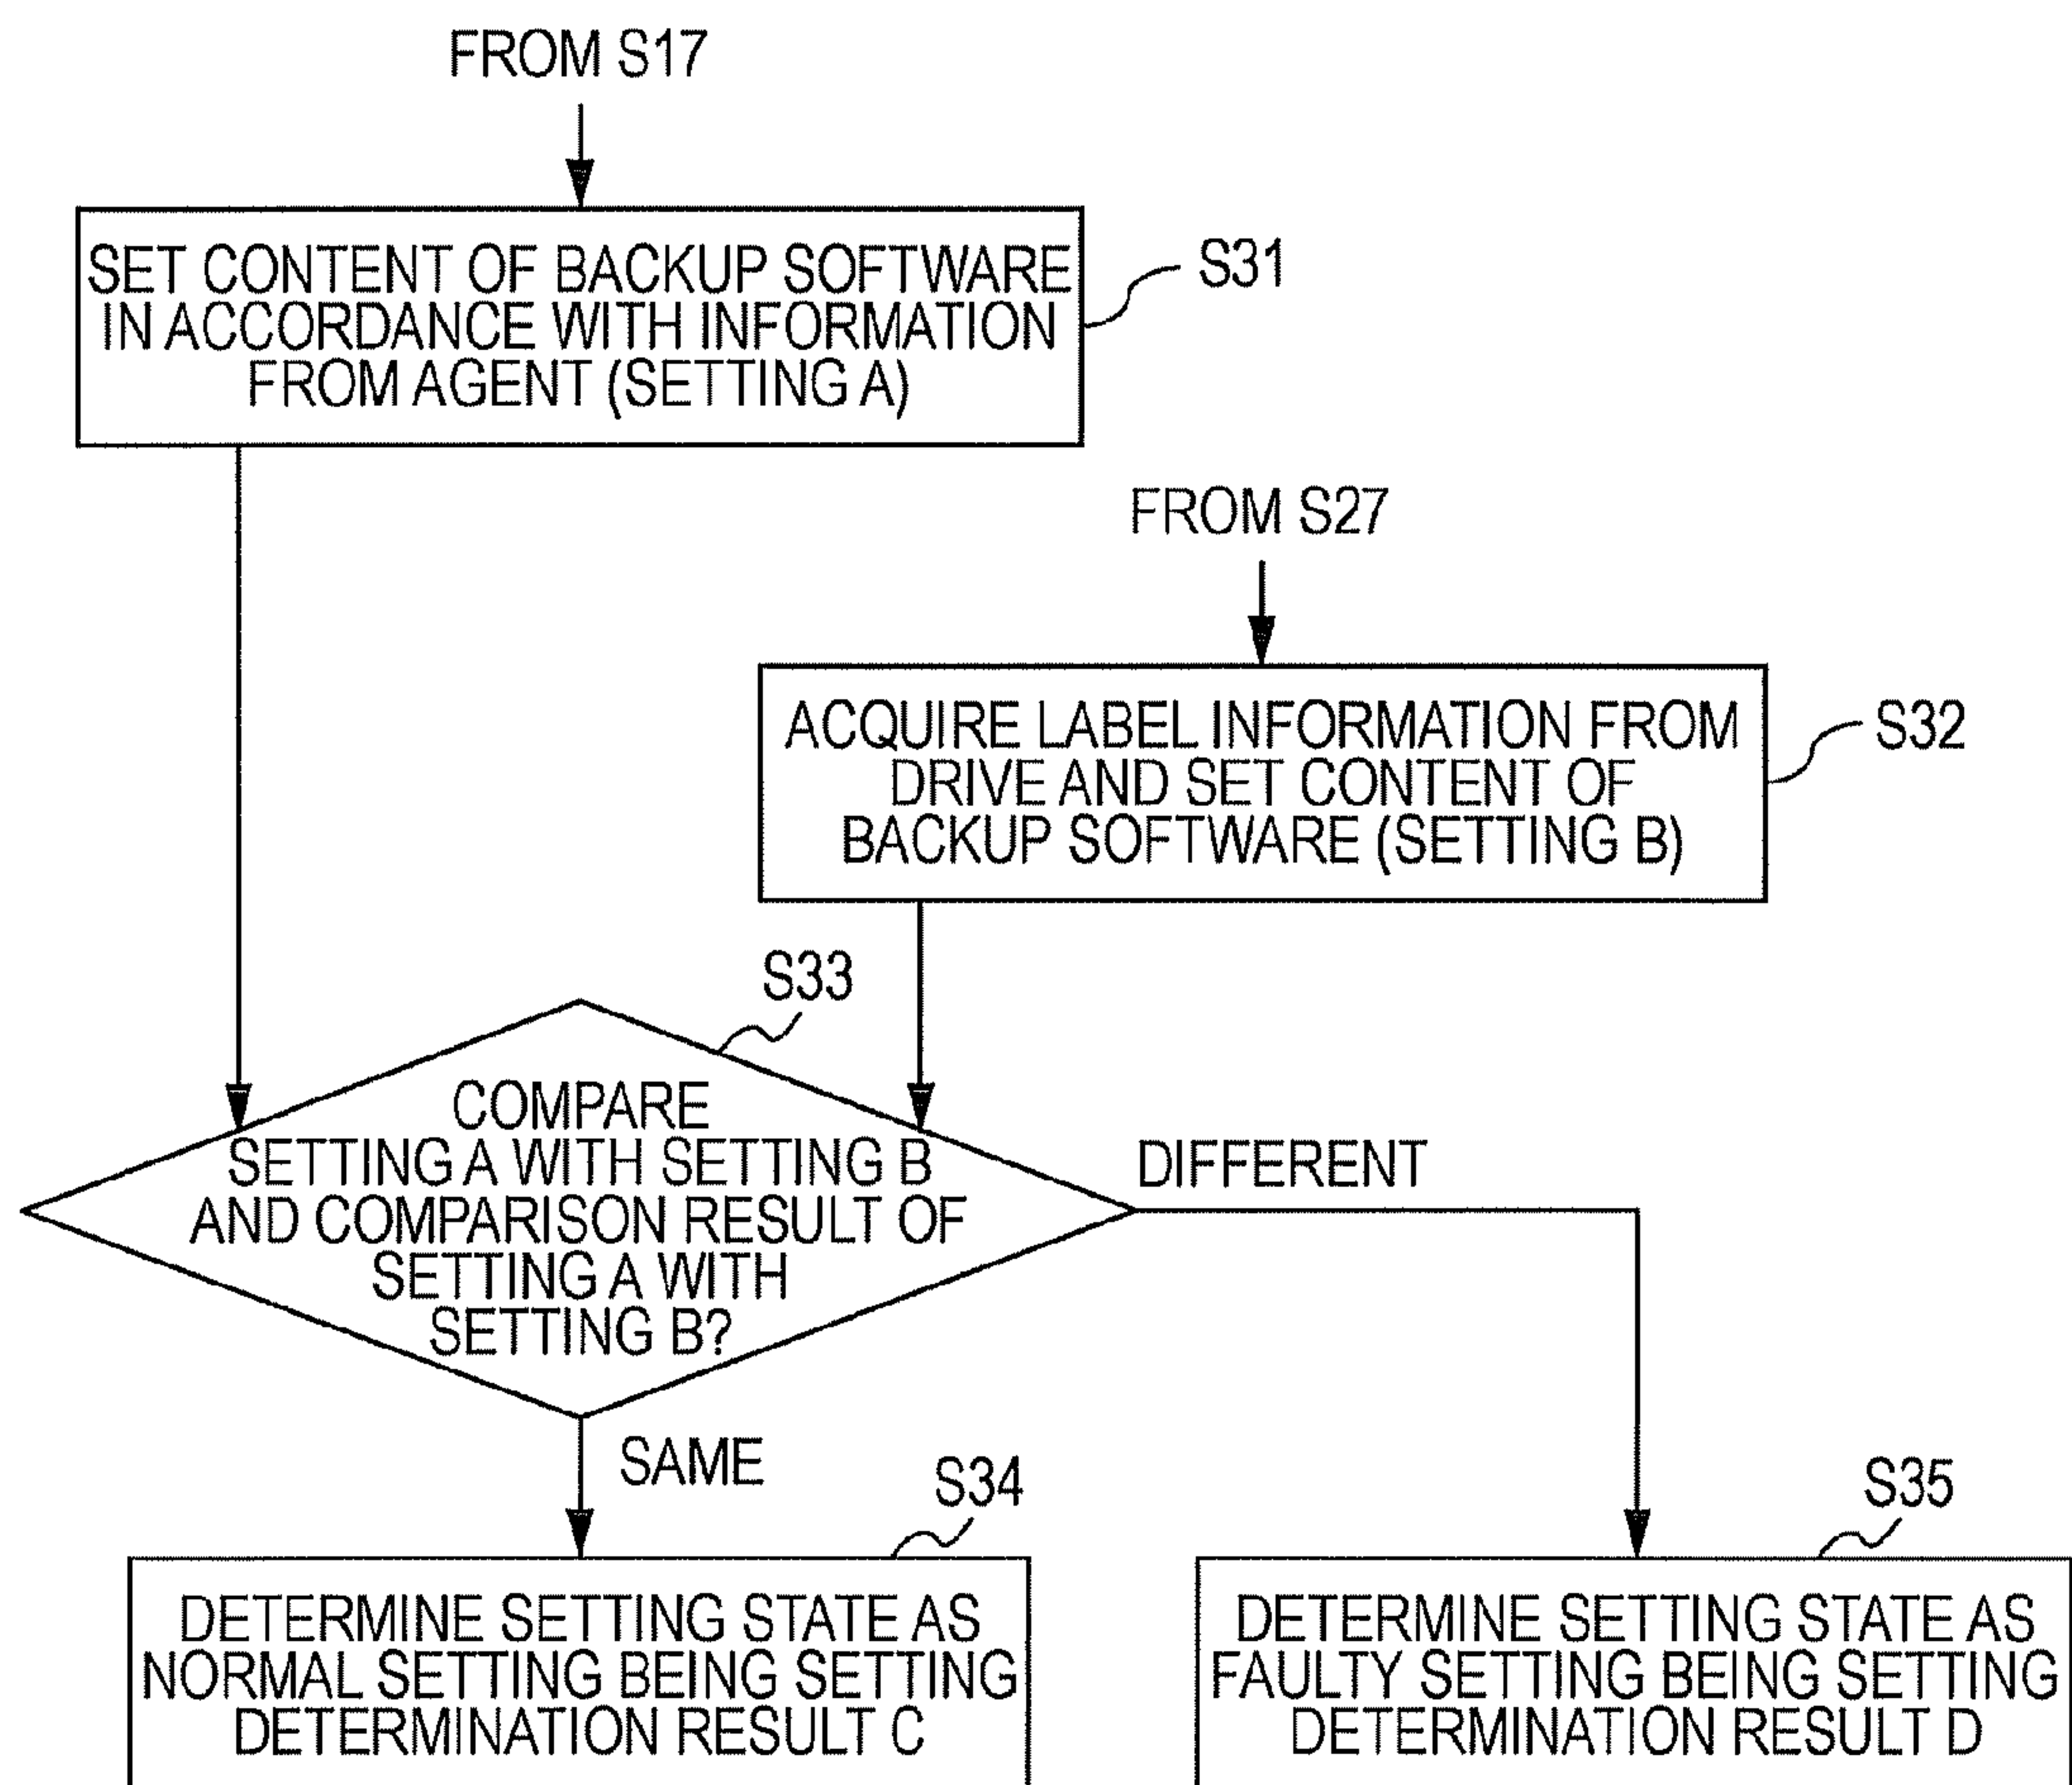 FROM S17
SET CONTENT OF BACKUP SOFTWARE
IN ACCORDANCE WITH INFORMATION
FROM AGENT (SETTING A)
S31
FROM S27
ACQUIRE LABEL INFORMATION FROM
DRIVE AND SET CONTENT OF
BACKUP SOFTWARE (SETTING B)
S32
S33
COMPARE
SETTING A WITH SETTING B
AND COMPARISON RESULT OF
SETTING A WITH
SETTING B?
DIFFERENT
SAME
S34
DETERMINE SETTING STATE AS
NORMAL SETTING BEING SETTING
DETERMINATION RESULT C
S35
DETERMINE SETTING STATE AS
FAULTY SETTING BEING SETTING
DETERMINATION RESULT D